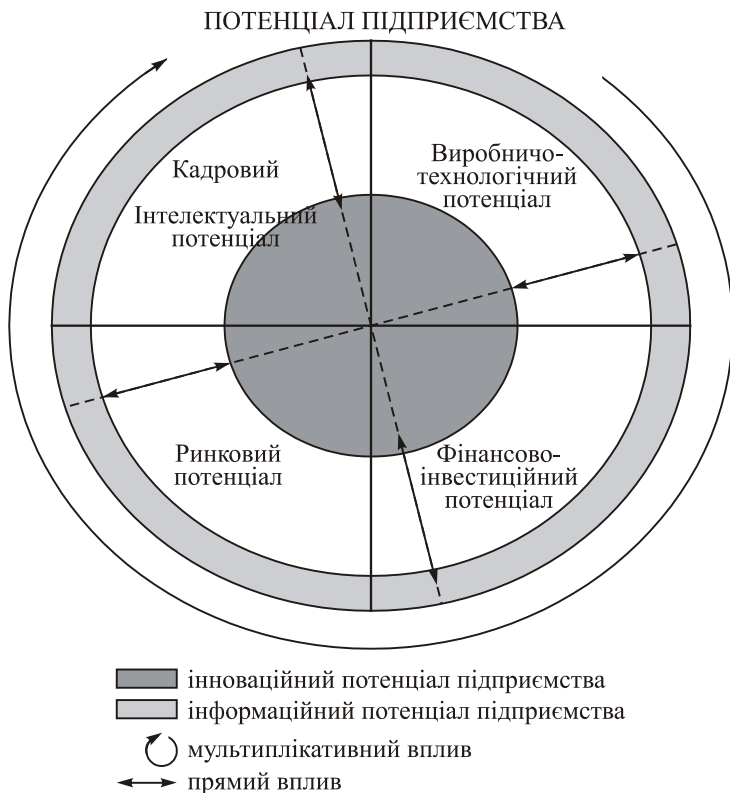 ПОТЕНЦІАЛ ПІДПРИЄМСТВА
Кадровий
Інтелектуальний
потенціал
Виробничо-
технологічний
потенціал
Ринковий
потенціал
Фінансово-
інвестиційний
потенціал
інноваційний потенціал підприємства
інформаційний потенціал підприємства
мультиплікативний вплив
прямий вплив